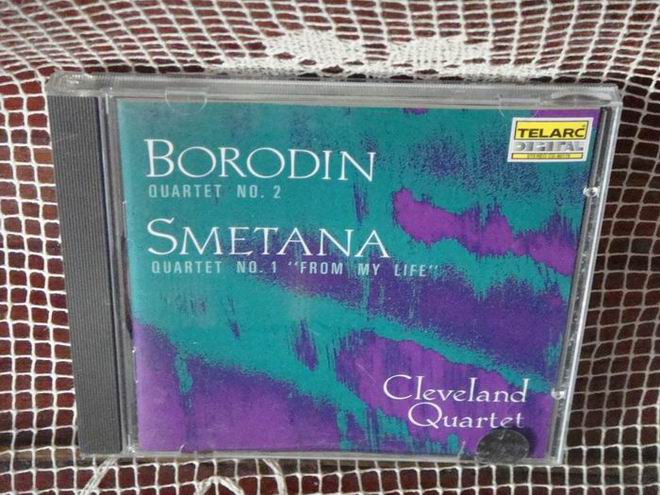 BORODIN
QUARTET NO. 2
SMETANA
QUARTET NO. 1 "FROM MY LIFE"
Cleveland
Quartet
TELARC
DIGITAL